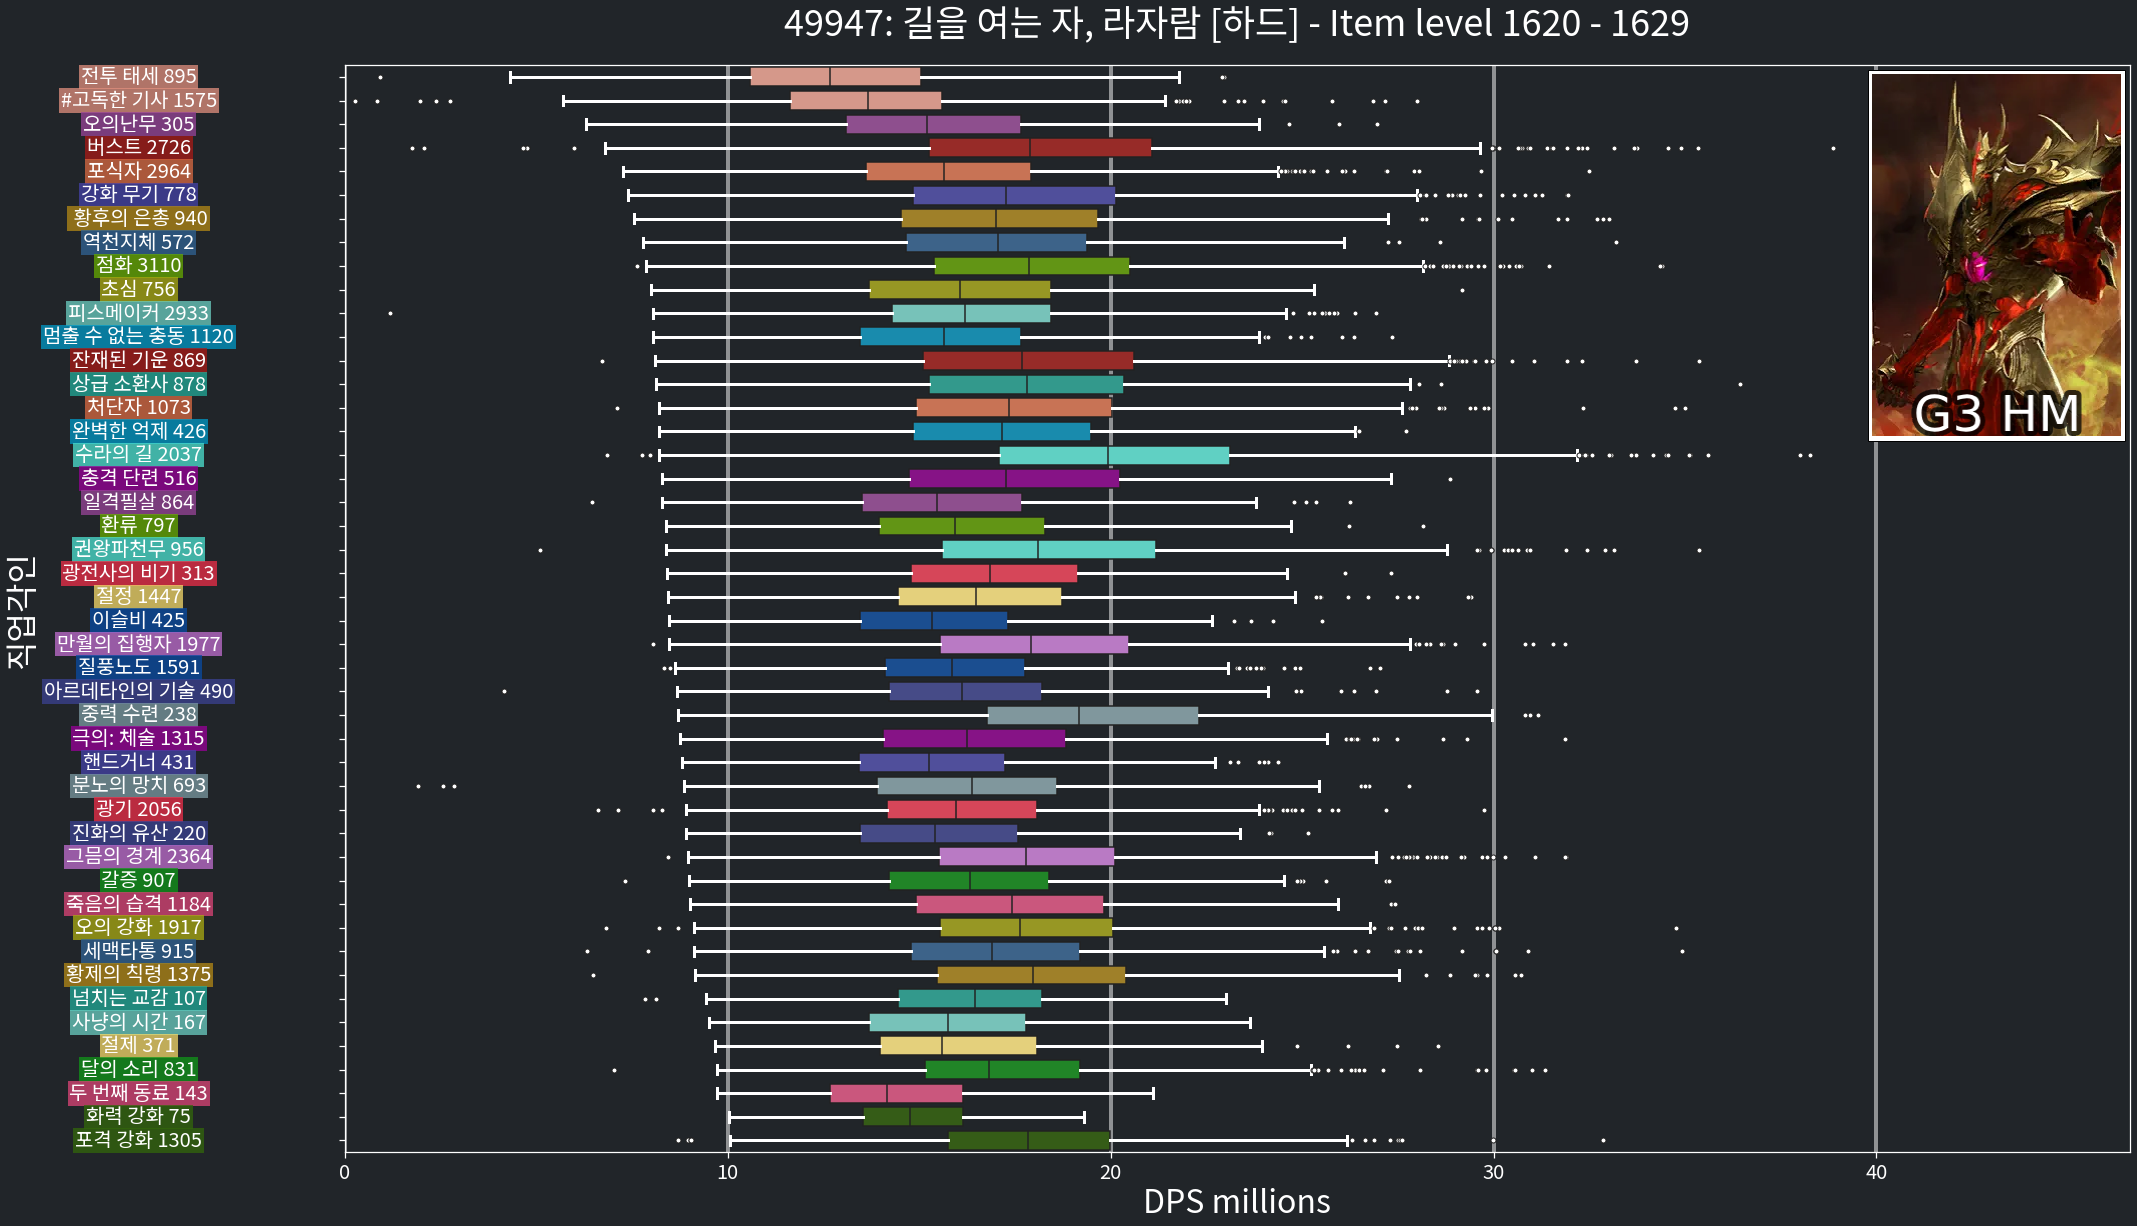 49947: 길을 여는 자, 라자람 [하드] - Item level 1620 - 1629
직업각인
전투 태세 895
#고독한 기사 1575
오의난무 305
버스트 2726
포식자 2964
강화 무기 778
황후의 은총 940
역천지체 572
점화 3110
초심 756
피스메이커 2933
멈출 수 없는 충동 1120
잔재된 기운 869
상급 소환사 878
처단자 1073
완벽한 억제 426
수라의 길 2037
충격 단련 516
일격필살 864
환류 797
권왕파천무 956
광전사의 비기 313
절정 1447
이슬비 425
만월의 집행자 1977
질풍노도 1591
아르데타인의 기술 490
중력 수련 238
극의: 체술 1315
핸드거너 431
분노의 망치 693
광기 2056
진화의 유산 220
그믐의 경계 2364
갈증 907
죽음의 습격 1184
오의 강화 1917
세맥타통 915
황제의 칙령 1375
넘치는 교감 107
사냥의 시간 167
절제 371
달의 소리 831
두 번째 동료 143
화력 강화 75
포격 강화 1305
G3 HM
0 10 20 30 40
DPS millions